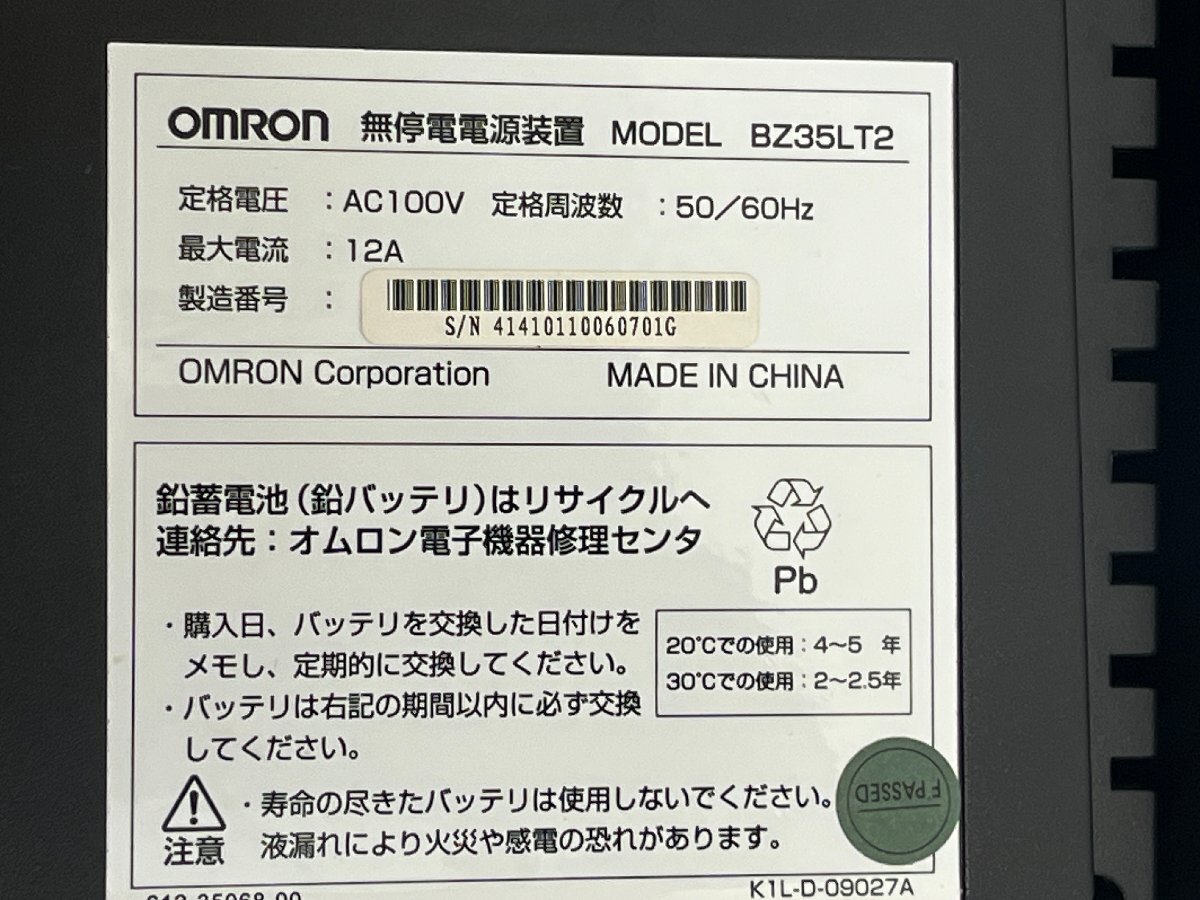 OMRON 無停電電源装置 MODEL BZ35LT2
定格電圧 : AC100V 定格周波数 : 50/60Hz
最大電流 : 12A
製造番号 :
S/N 41410110060701G
OMRON Corporation MADE IN CHINA
鉛蓄電池(鉛バッテリ)はリサイクルへ
連絡先：オムロン電子機器修理センタ
Pb
・購入日、バッテリを交換した日付けを
メモし、定期的に交換してください。
・バッテリは右記の期間以内に必ず交換
してください。
20℃での使用：4〜5 年
30℃での使用：2〜2.5年
注意
・寿命の尽きたバッテリは使用しないでください。
液漏れにより火災や感電の恐れがあります。
F PASSED
K1L-D-09027A